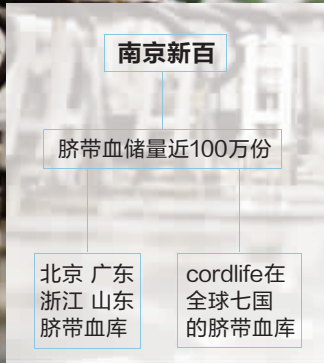 南京新百
脐带血储量近100万份
北京 广东
浙江 山东
脐带血库
cordlife在
全球七国
的脐带血库